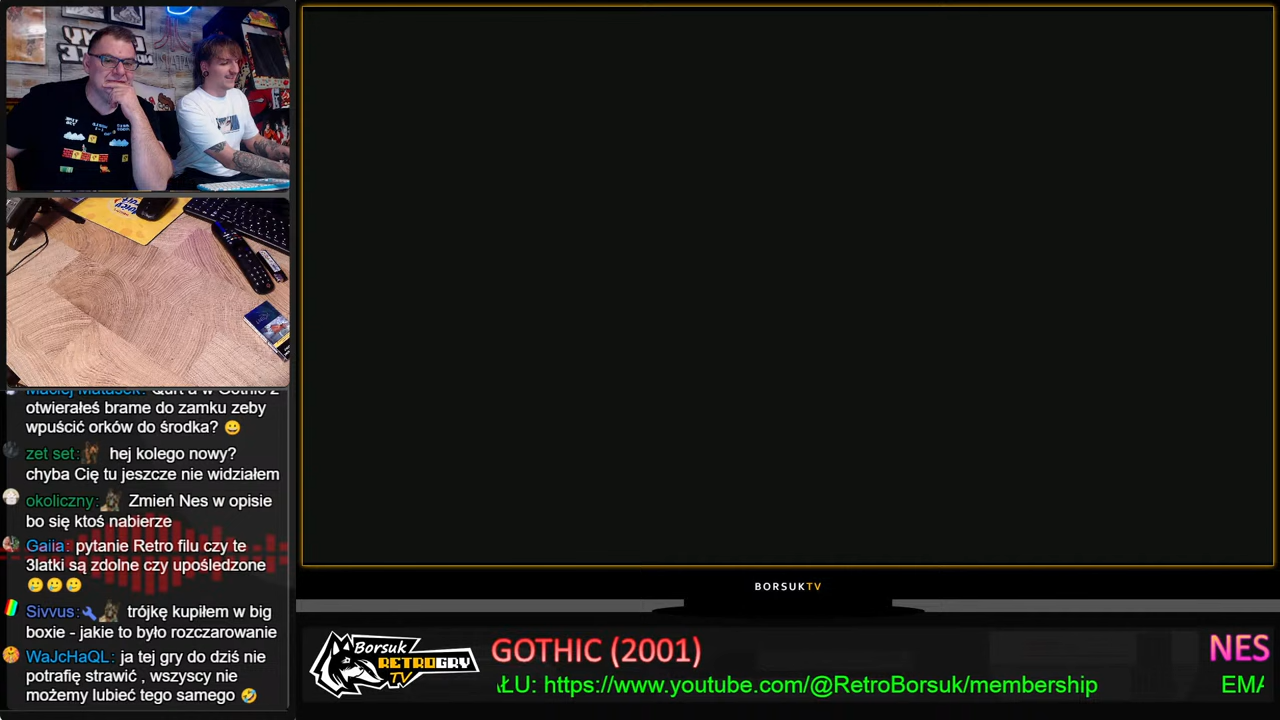 otwierałeś brame do zamku zeby
wpuścić orków do środka? 😀
zet set: hej kolego nowy?
chyba Cię tu jeszcze nie widziałem
okoliczny: Zmień Nes w opisie
bo się ktoś nabierze
Gaiia: pytanie Retro filu czy te
3latki są zdolne czy upośledzone
🥲🥲🥲
Sivvus: trójkę kupiłem w big
boxie - jakie to było rozczarowanie
WaJcHaQL: ja tej gry do dziś nie
potrafię strawić , wszyscy nie
możemy lubieć tego samego 🤣
BORSUKTV
Borsuk
RETROGRY
TV
GOTHIC (2001)
NES
ŁU: https://www.youtube.com/@RetroBorsuk/membership